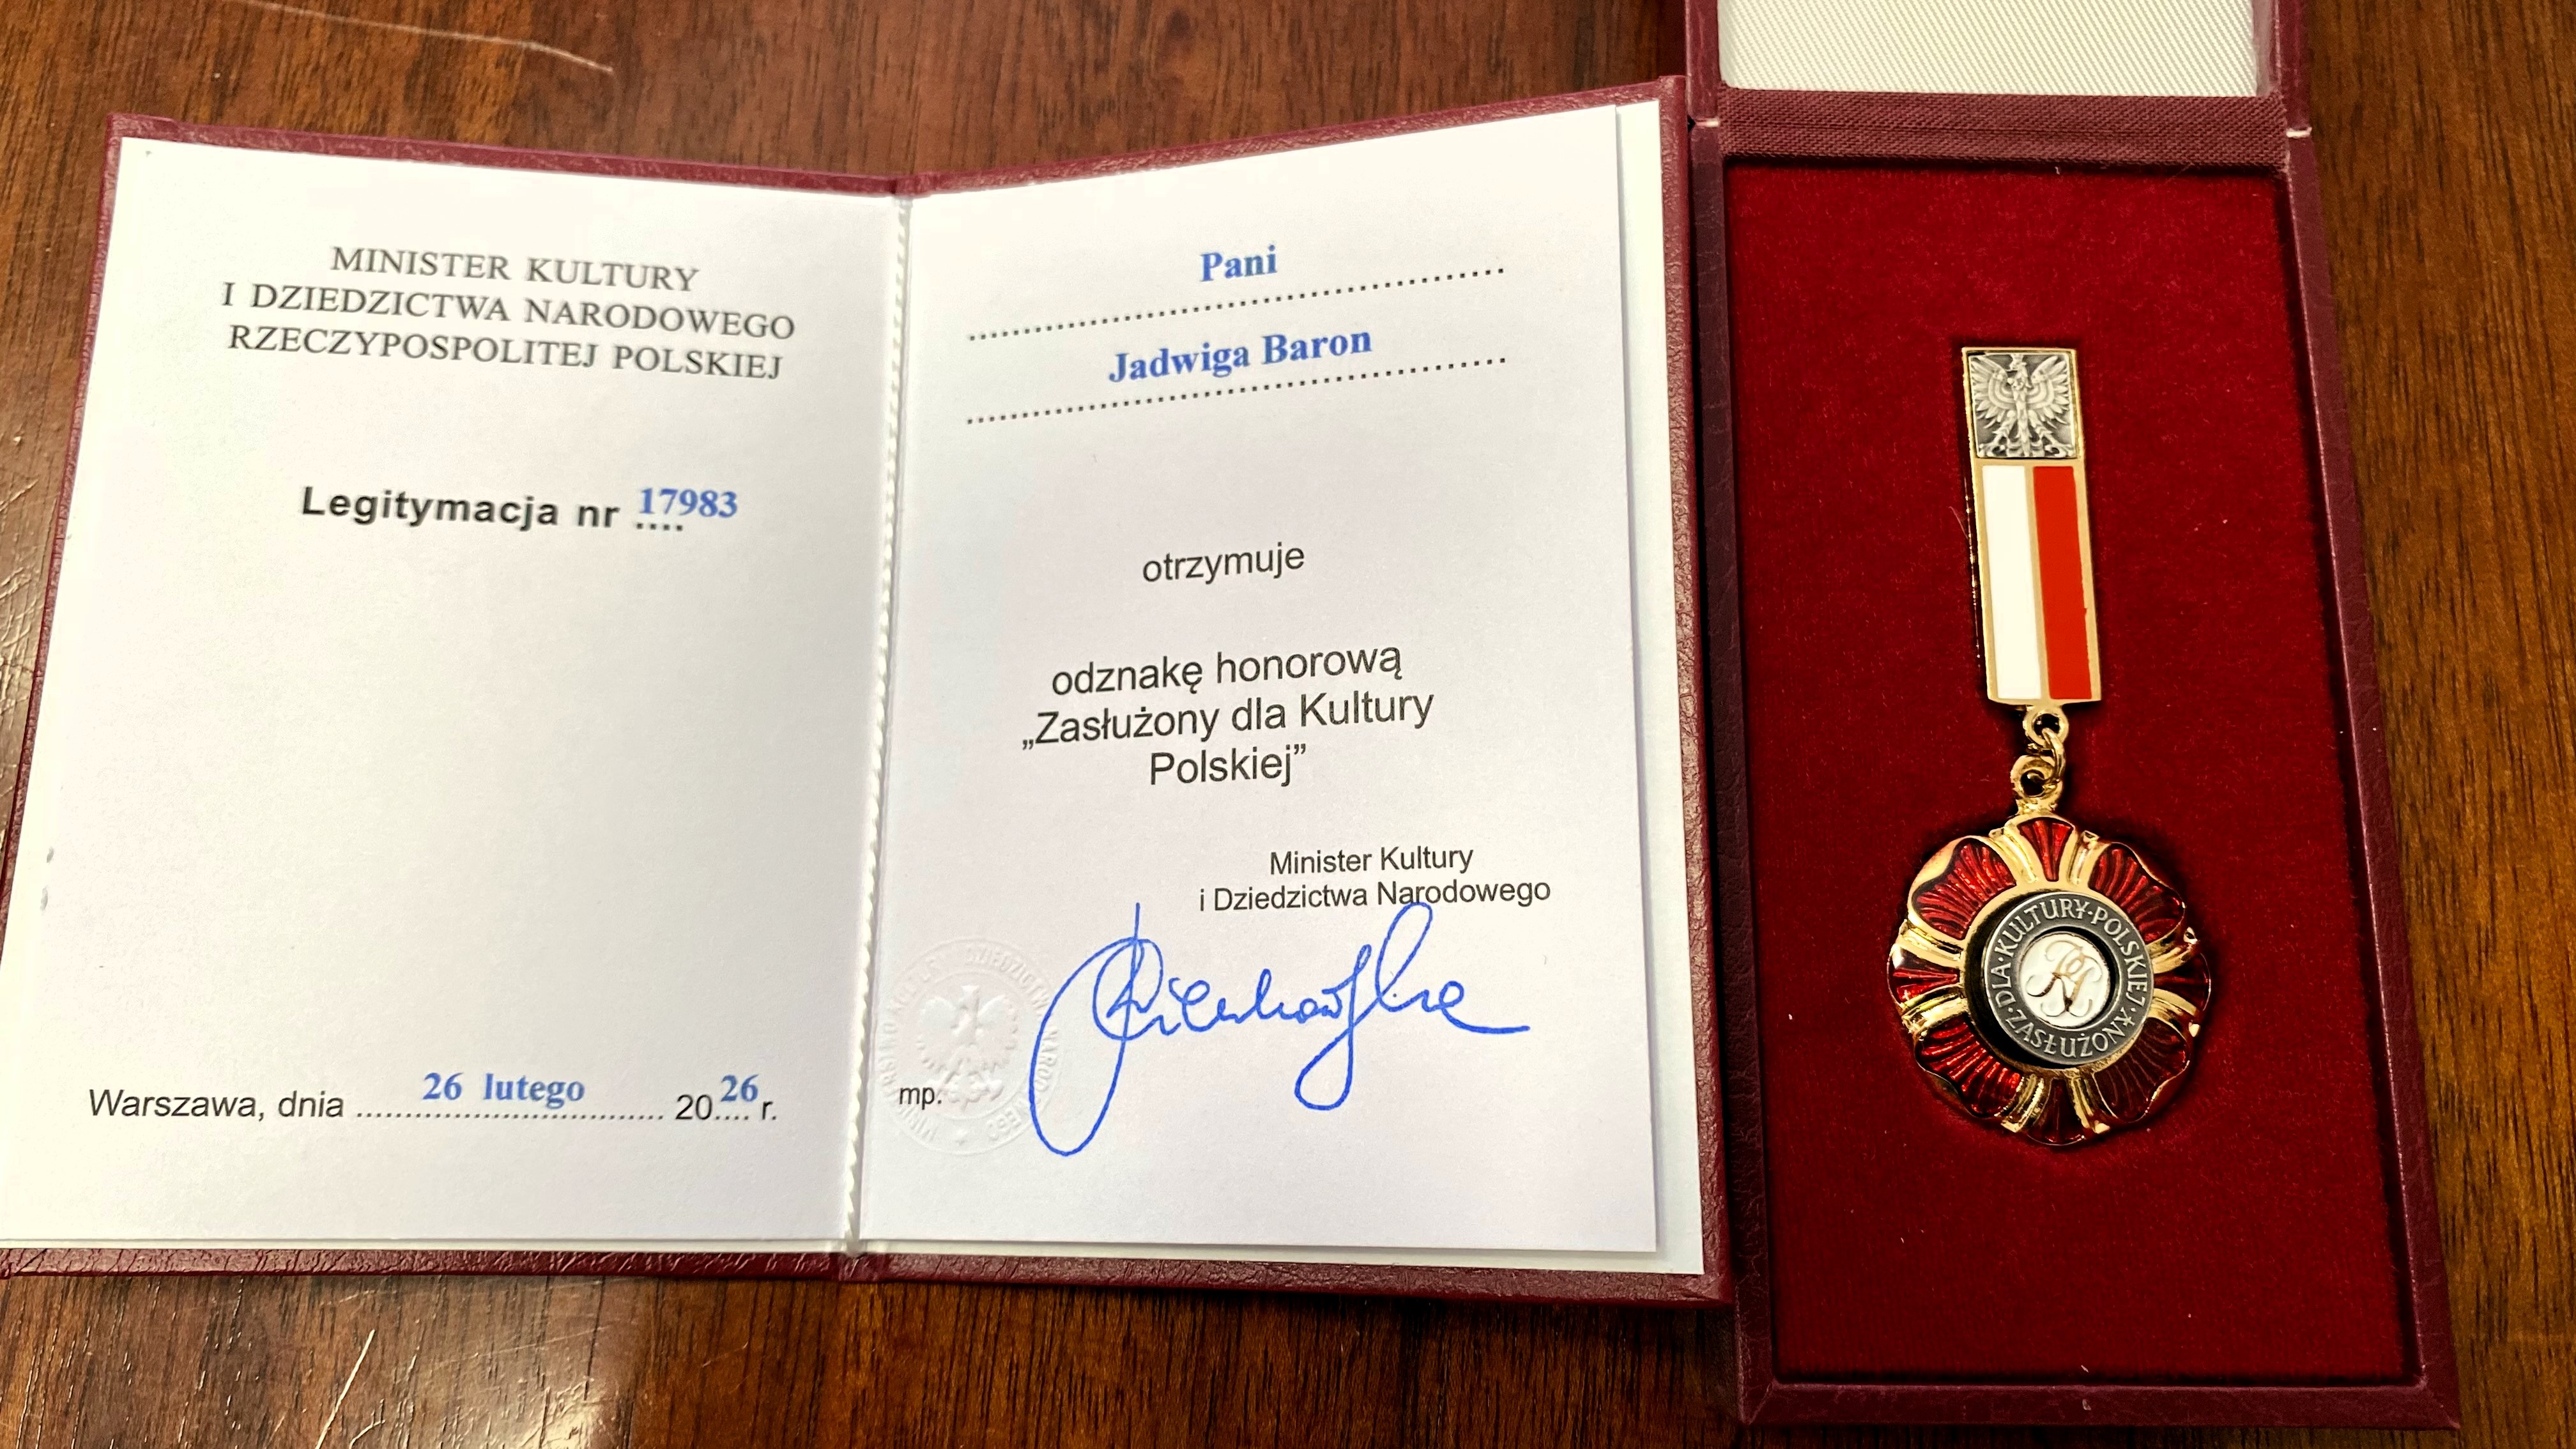 MINISTER KULTURY
I DZIEDZICTWA NARODOWEGO
RZECZYPOSPOLITEJ POLSKIEJ
Legitymacja nr 17983
Warszawa, dnia 26 lutego 2026 r.
Pani
Jadwiga Baron
otrzymuje
odznakę honorową
„Zasłużony dla Kultury
Polskiej”
Minister Kultury
i Dziedzictwa Narodowego
mp.
ZASŁUŻONY·DLA·KULTURY·POLSKIEJ